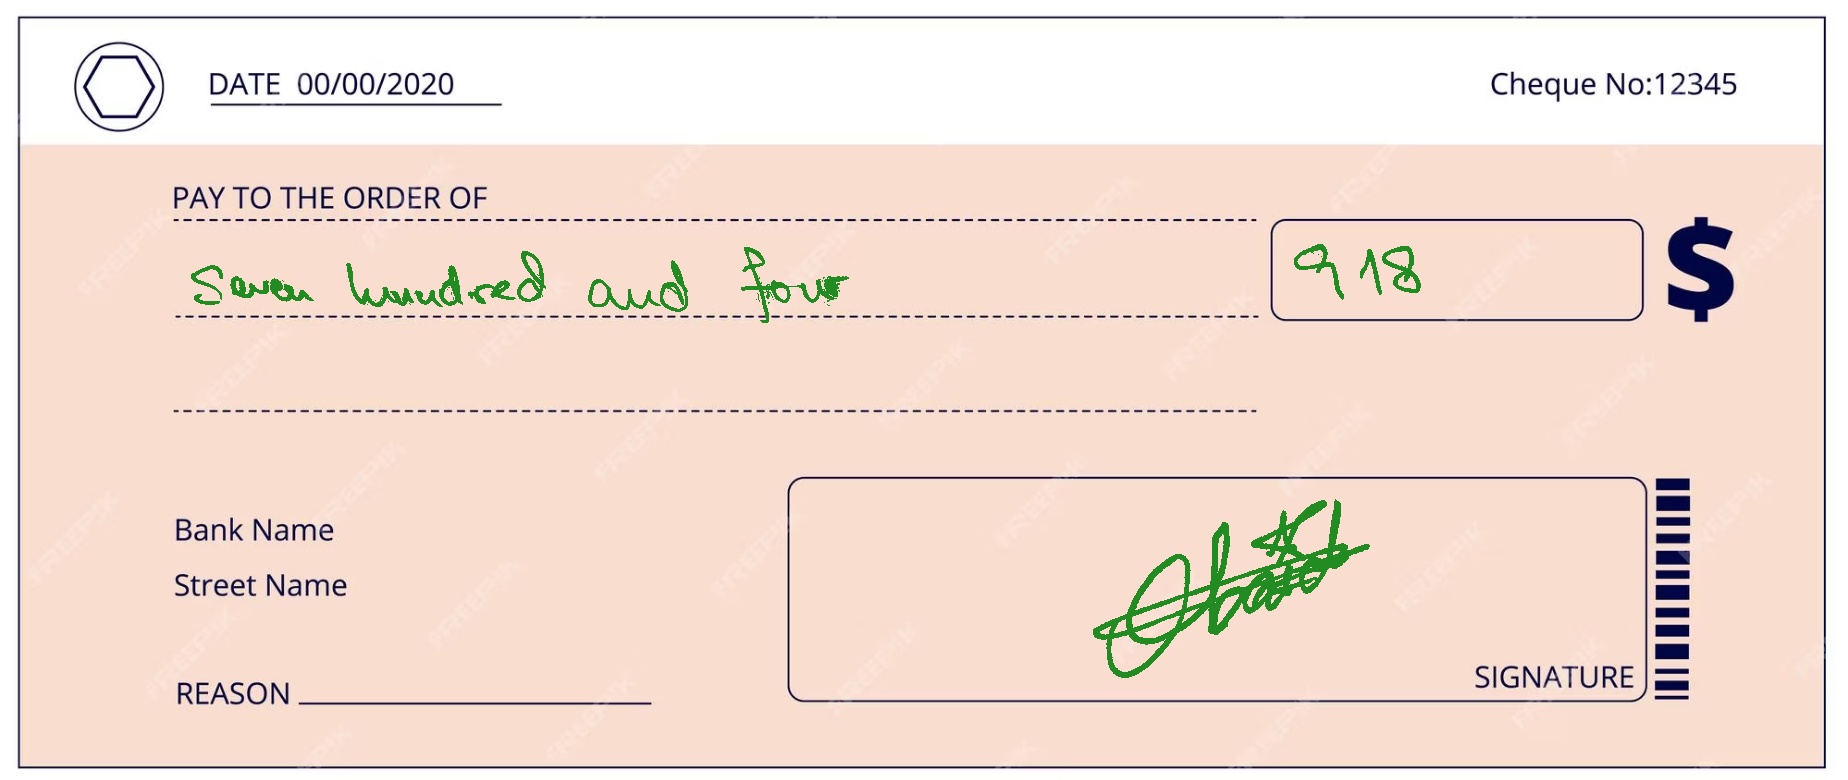 DATE 00/00/2020 Cheque No:12345
PAY TO THE ORDER OF
Seven hundred and four 918 $
Bank Name
Street Name
SIGNATURE
REASON